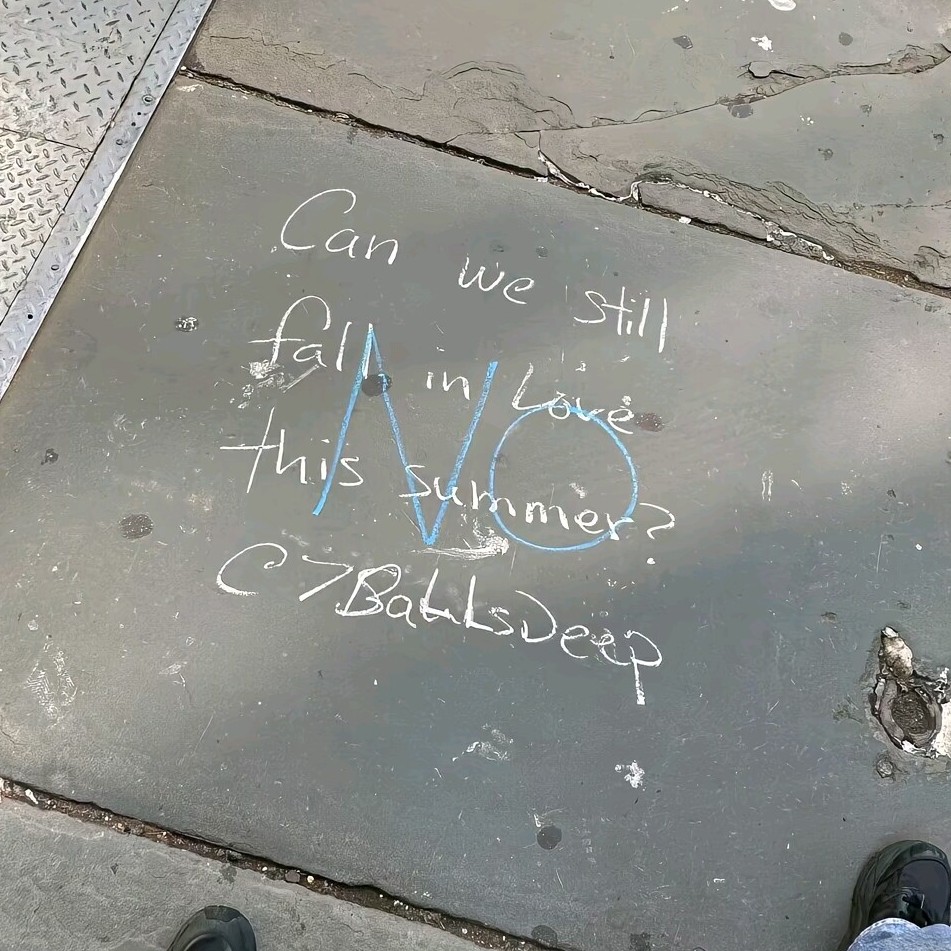 Can we still
fall in Love
this summer?
NO
C7BallsDeep